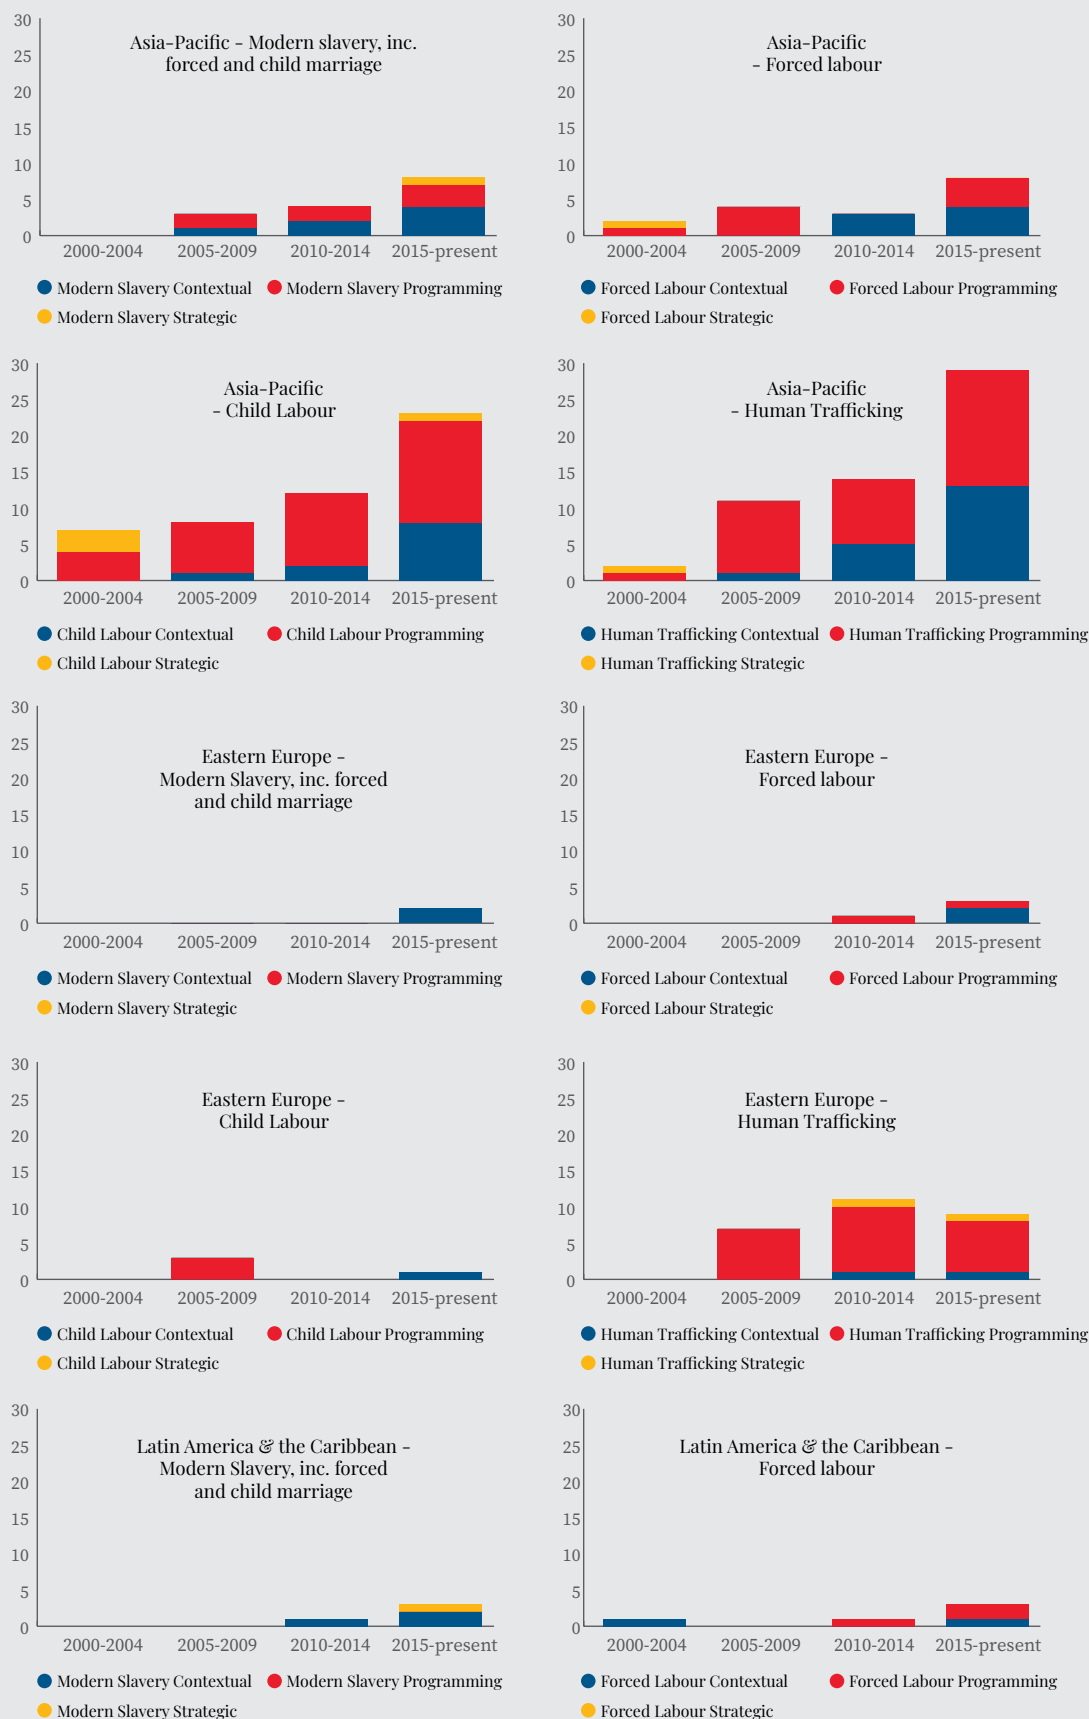 Asia-Pacific - Modern slavery, inc.
forced and child marriage
30
25
20
15
10
5
0
2000-2004 2005-2009 2010-2014 2015-present
Modern Slavery Contextual Modern Slavery Programming
Modern Slavery Strategic
Asia-Pacific
- Forced labour
30
25
20
15
10
5
0
2000-2004 2005-2009 2010-2014 2015-present
Forced Labour Contextual Forced Labour Programming
Forced Labour Strategic
Asia-Pacific
- Child Labour
30
25
20
15
10
5
0
2000-2004 2005-2009 2010-2014 2015-present
Child Labour Contextual Child Labour Programming
Child Labour Strategic
Asia-Pacific
- Human Trafficking
30
25
20
15
10
5
0
2000-2004 2005-2009 2010-2014 2015-present
Human Trafficking Contextual Human Trafficking Programming
Human Trafficking Strategic
Eastern Europe -
Modern Slavery, inc. forced
and child marriage
30
25
20
15
10
5
0
2000-2004 2005-2009 2010-2014 2015-present
Modern Slavery Contextual Modern Slavery Programming
Modern Slavery Strategic
Eastern Europe -
Forced labour
30
25
20
15
10
5
0
2000-2004 2005-2009 2010-2014 2015-present
Forced Labour Contextual Forced Labour Programming
Forced Labour Strategic
Eastern Europe -
Child Labour
30
25
20
15
10
5
0
2000-2004 2005-2009 2010-2014 2015-present
Child Labour Contextual Child Labour Programming
Child Labour Strategic
Eastern Europe -
Human Trafficking
30
25
20
15
10
5
0
2000-2004 2005-2009 2010-2014 2015-present
Human Trafficking Contextual Human Trafficking Programming
Human Trafficking Strategic
Latin America & the Caribbean -
Modern Slavery, inc. forced
and child marriage
30
25
20
15
10
5
0
2000-2004 2005-2009 2010-2014 2015-present
Modern Slavery Contextual Modern Slavery Programming
Modern Slavery Strategic
Latin America & the Caribbean -
Forced labour
30
25
20
15
10
5
0
2000-2004 2005-2009 2010-2014 2015-present
Forced Labour Contextual Forced Labour Programming
Forced Labour Strategic